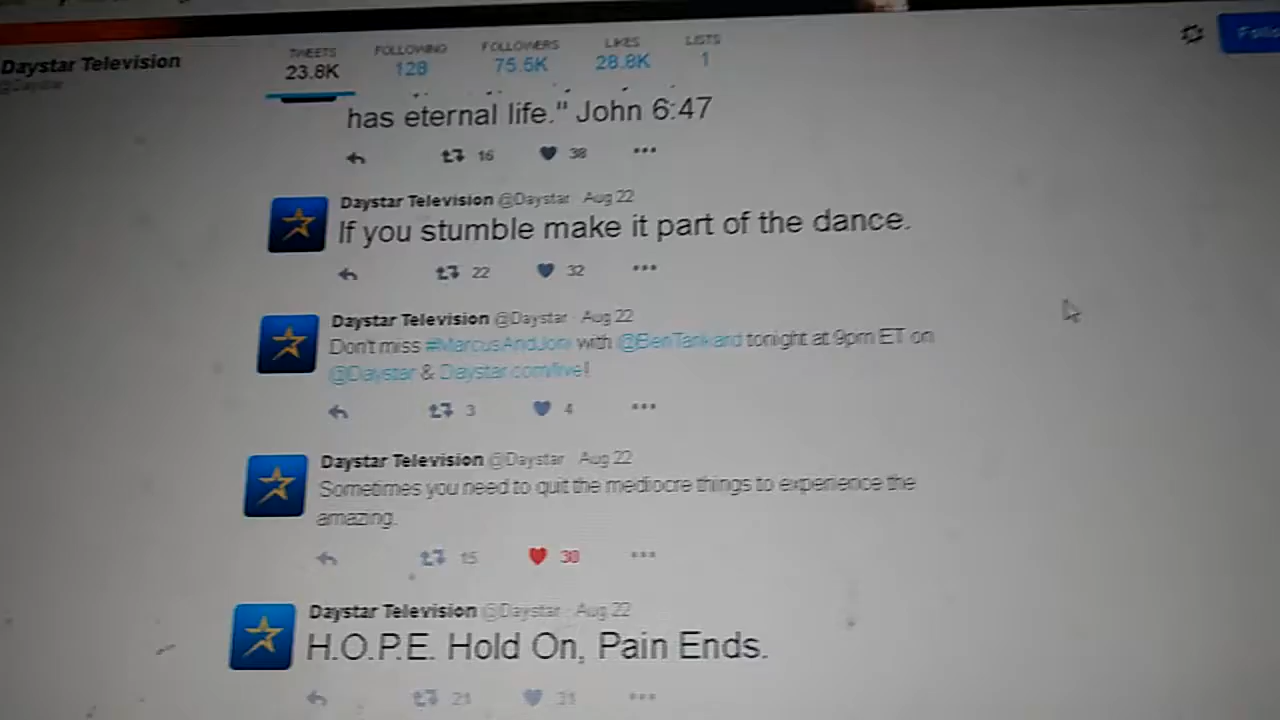 TWEETS FOLLOWING FOLLOWERS LIKES LISTS
Daystar Television 23.8K 128 75.5K 28.8K 1
@Daystar
has eternal life." John 6:47
16 38
Daystar Television @Daystar · Aug 22
If you stumble make it part of the dance.
22 32
Daystar Television @Daystar · Aug 22
Don't miss #MarcusAndJoni with @BenTankard tonight at 9pm ET on
@Daystar & Daystar.com/live!
3 4
Daystar Television @Daystar · Aug 22
Sometimes you need to quit the mediocre things to experience the
amazing.
15 30
Daystar Television @Daystar · Aug 22
H.O.P.E. Hold On, Pain Ends.
21 31